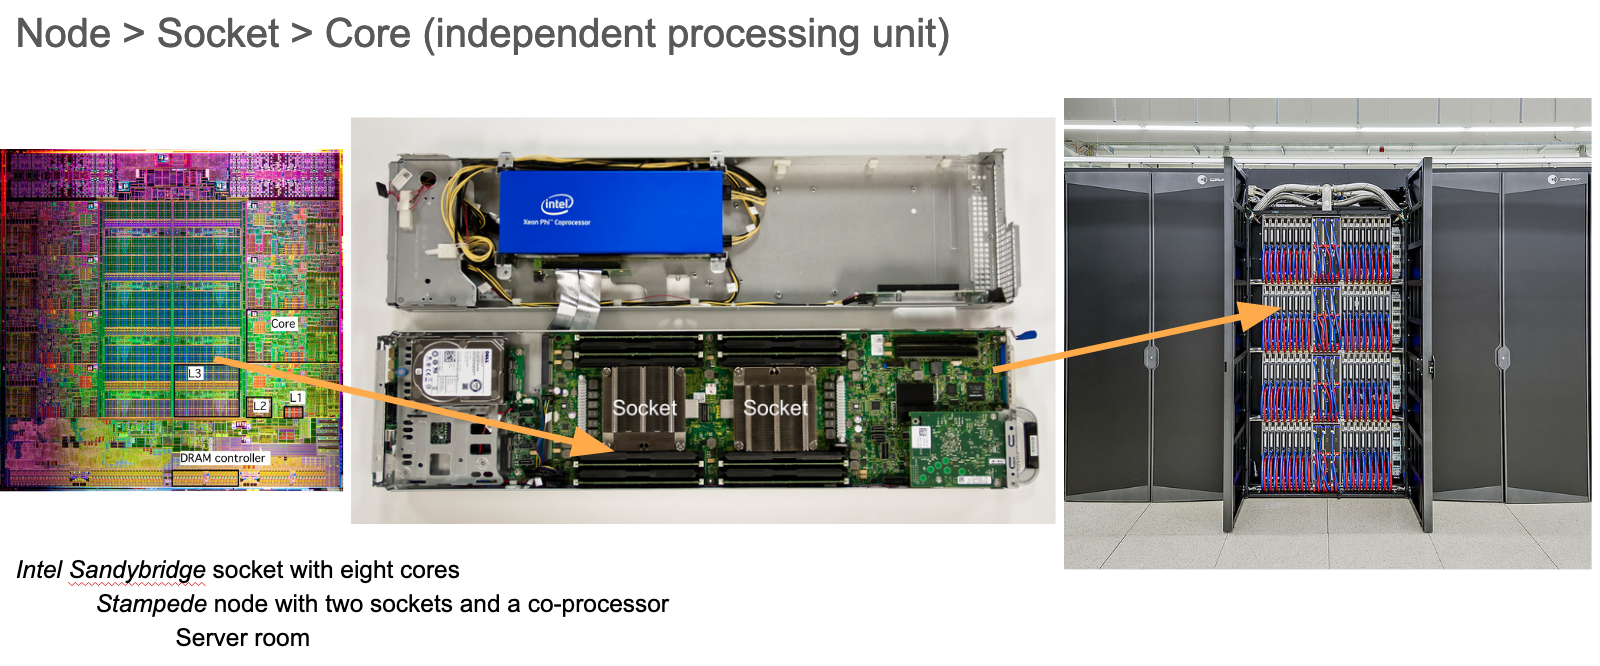 Node > Socket > Core (independent processing unit)
Core
L3
L2
L1
DRAM controller
intel
Xeon Phi™ Coprocessor
Socket
Socket
CRAY
CRAY
Intel Sandybridge socket with eight cores
Stampede node with two sockets and a co-processor
Server room